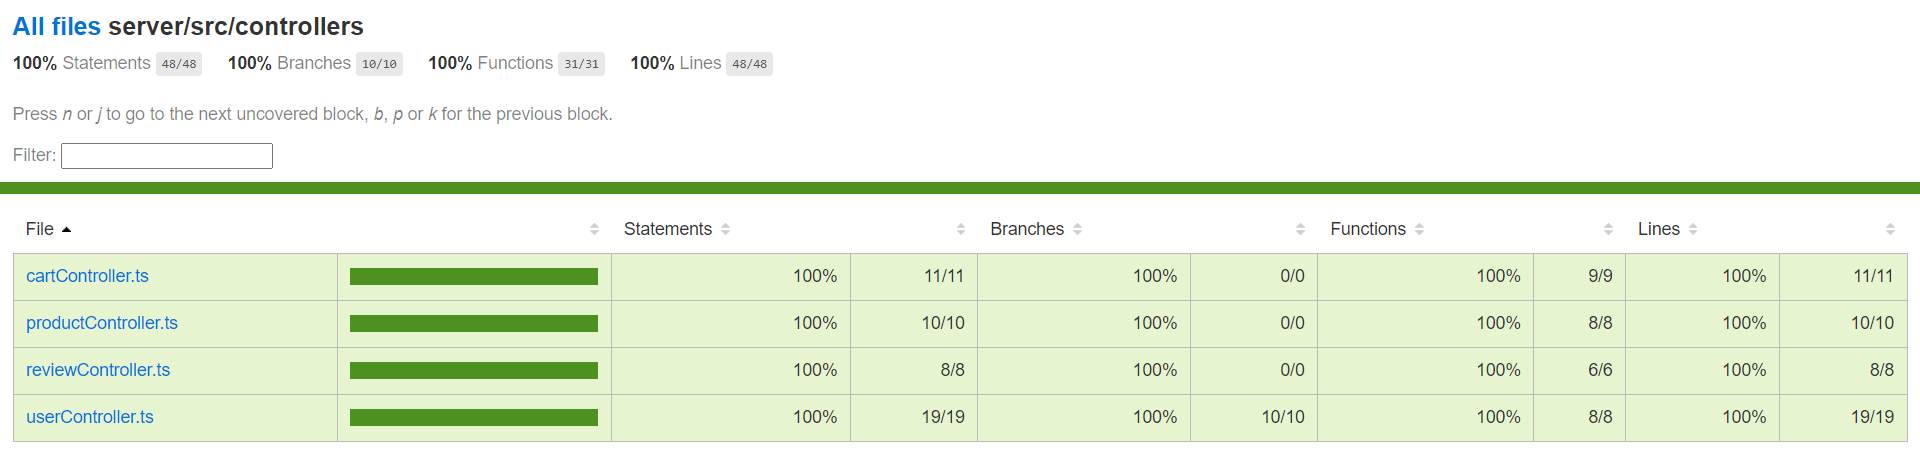 All files server/src/controllers
100% Statements 48/48 100% Branches 10/10 100% Functions 31/31 100% Lines 48/48
Press n or j to go to the next uncovered block, b, p or k for the previous block.
Filter:
File Statements Branches Functions Lines
cartController.ts 100% 11/11 100% 0/0 100% 9/9 100% 11/11
productController.ts 100% 10/10 100% 0/0 100% 8/8 100% 10/10
reviewController.ts 100% 8/8 100% 0/0 100% 6/6 100% 8/8
userController.ts 100% 19/19 100% 10/10 100% 8/8 100% 19/19